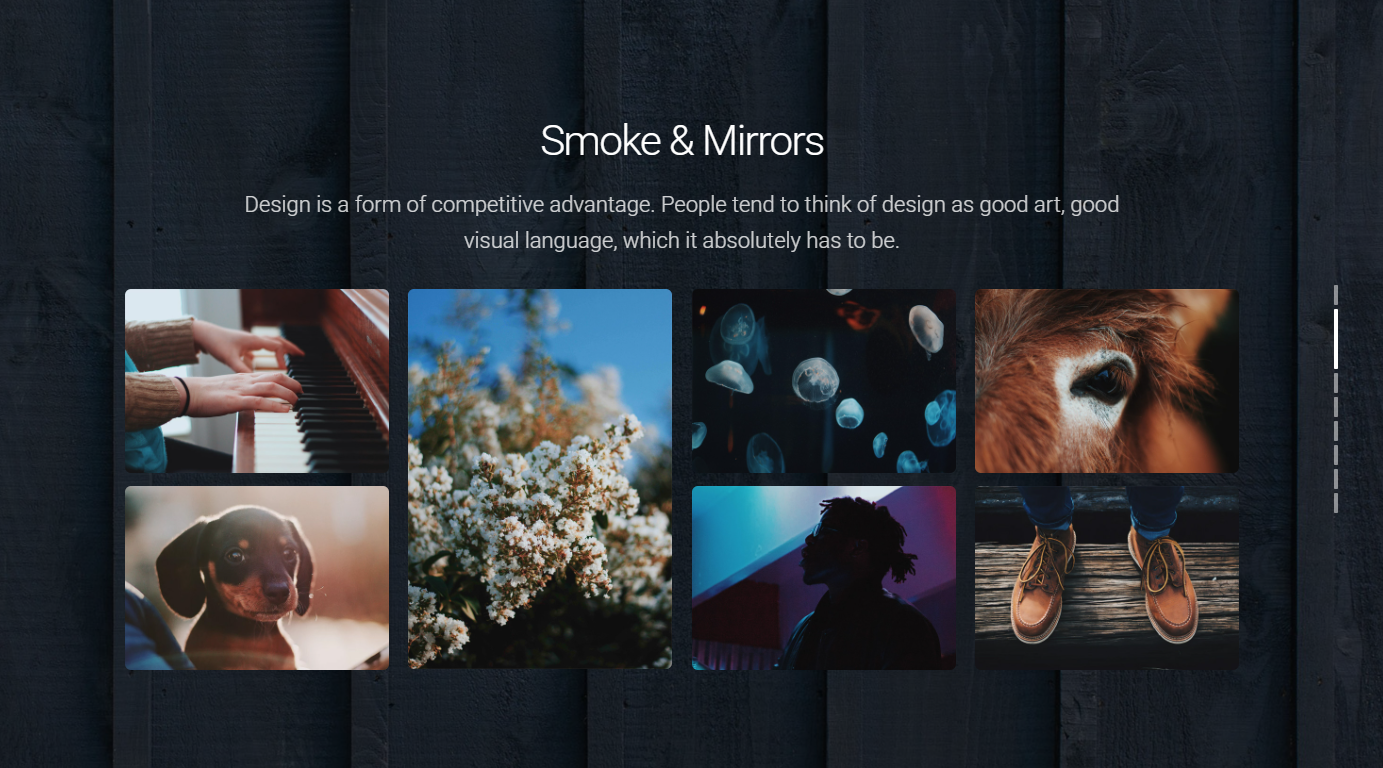 Smoke & Mirrors
Design is a form of competitive advantage. People tend to think of design as good art, good
visual language, which it absolutely has to be.